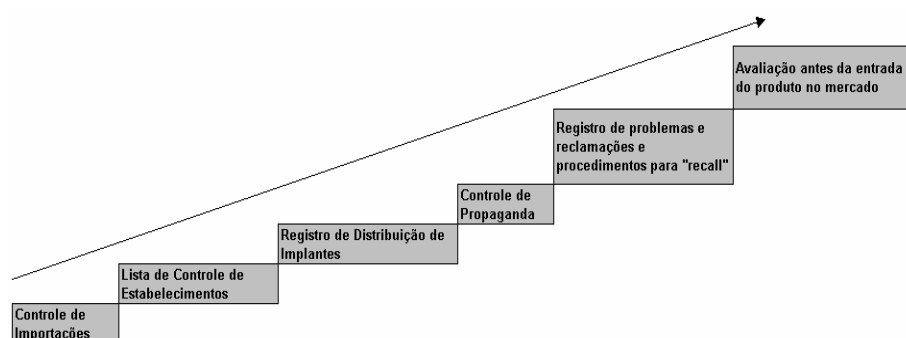 Avaliação antes da entrada
do produto no mercado
Registro de problemas e
reclamações e
procedimentos para "recall"
Controle de
Propaganda
Registro de Distribuição de
Implantes
Lista de Controle de
Estabelecimentos
Controle de
Importações